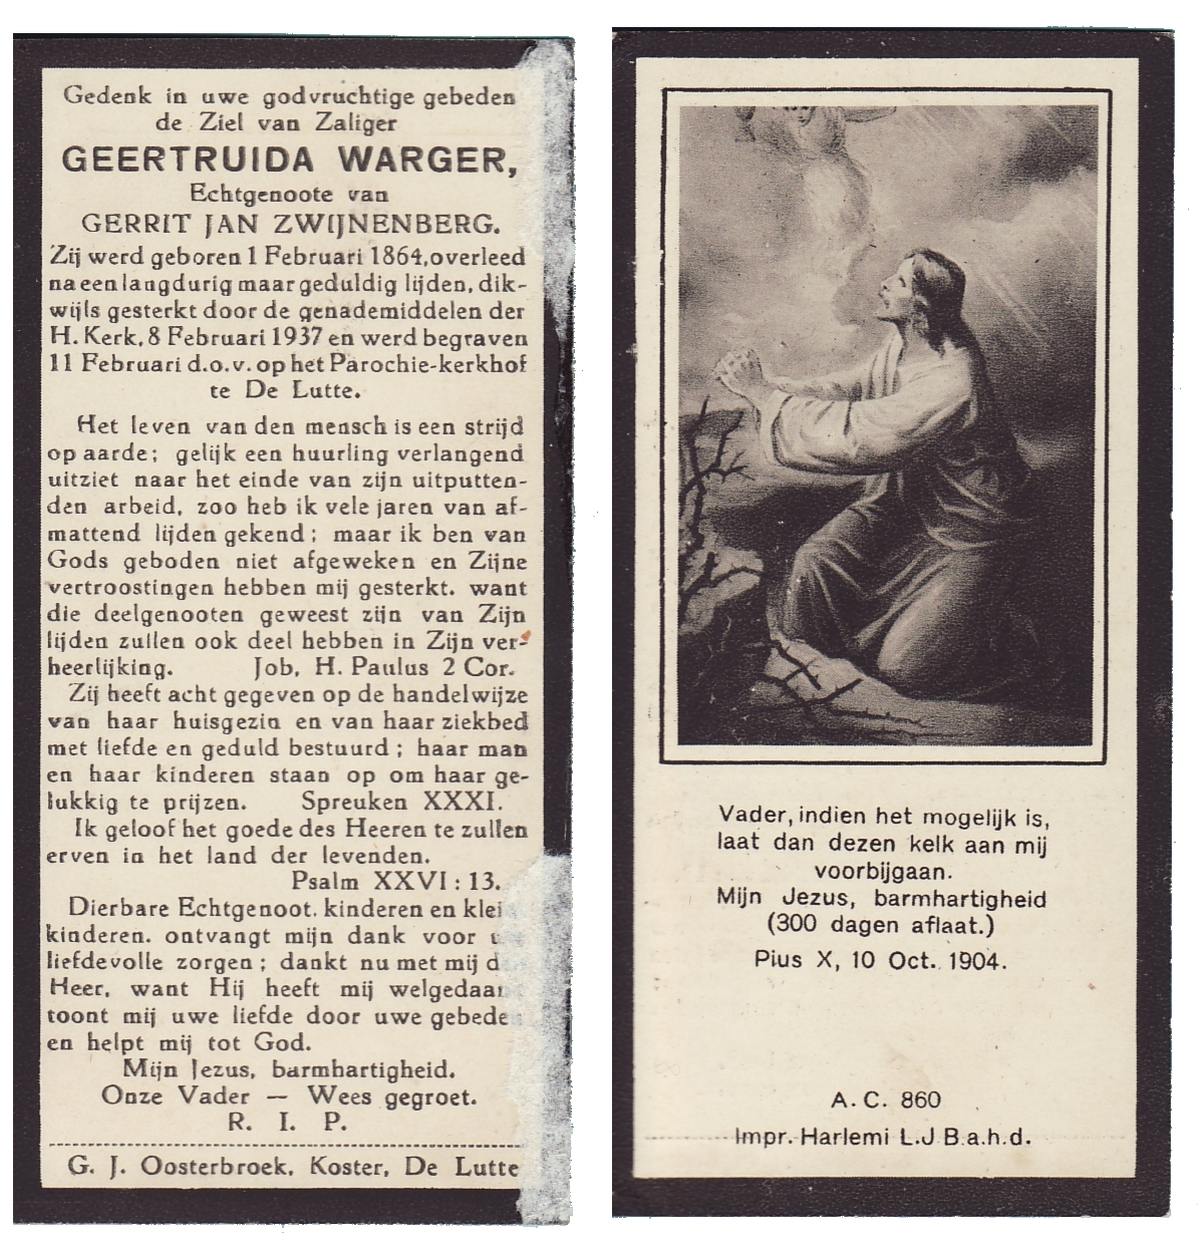 Gedenk in uwe godvruchtige gebeden
de Ziel van Zaliger
GEERTRUIDA WARGER,
Echtgenoote van
GERRIT JAN ZWIJNENBERG.
Zij werd geboren 1 Februari 1864, overleed
na een langdurig maar geduldig lijden, dik-
wijls gesterkt door de genademiddelen der
H. Kerk, 8 Februari 1937 en werd begraven
11 Februari d.o.v. op het Parochie-kerkhof
te De Lutte.
Het leven van den mensch is een strijd
op aarde; gelijk een huurling verlangend
uitziet naar het einde van zijn uitputten-
den arbeid, zoo heb ik vele jaren van af-
mattend lijden gekend; maar ik ben van
Gods geboden niet afgeweken en Zijne
vertroostingen hebben mij gesterkt. want
die deelgenooten geweest zijn van Zijn
lijden zullen ook deel hebben in Zijn ver-
heerlijking. Job, H. Paulus 2 Cor.
Zij heeft acht gegeven op de handelwijze
van haar huisgezin en van haar ziekbed
met liefde en geduld bestuurd; haar man
en haar kinderen staan op om haar ge-
lukkig te prijzen. Spreuken XXXI.
Ik geloof het goede des Heeren te zullen
erven in het land der levenden.
Psalm XXVI : 13.
Dierbare Echtgenoot. kinderen en klei
kinderen. ontvangt mijn dank voor
liefdevolle zorgen; dankt nu met mij
Heer, want Hij heeft mij welgedaan
toont mij uwe liefde door uwe gebeden
en helpt mij tot God.
Mijn Jezus, barmhartigheid.
Onze Vader — Wees gegroet.
R. I. P.
G. J. Oosterbroek, Koster, De Lutte
Vader, indien het mogelijk is,
laat dan dezen kelk aan mij
voorbijgaan.
Mijn Jezus, barmhartigheid
(300 dagen aflaat.)
Pius X, 10 Oct. 1904.
A. C. 860
Impr. Harlemi L.J B.a.h.d.